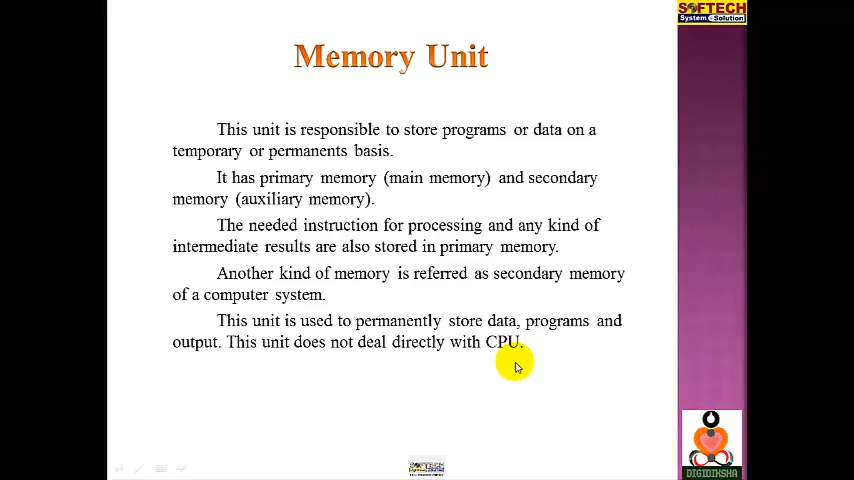 SOFTECH
System eSolution
Memory Unit
This unit is responsible to store programs or data on a
temporary or permanents basis.
It has primary memory (main memory) and secondary
memory (auxiliary memory).
The needed instruction for processing and any kind of
intermediate results are also stored in primary memory.
Another kind of memory is referred as secondary memory
of a computer system.
This unit is used to permanently store data, programs and
output. This unit does not deal directly with CPU.
SOFTECH
DIGIDIKSHA